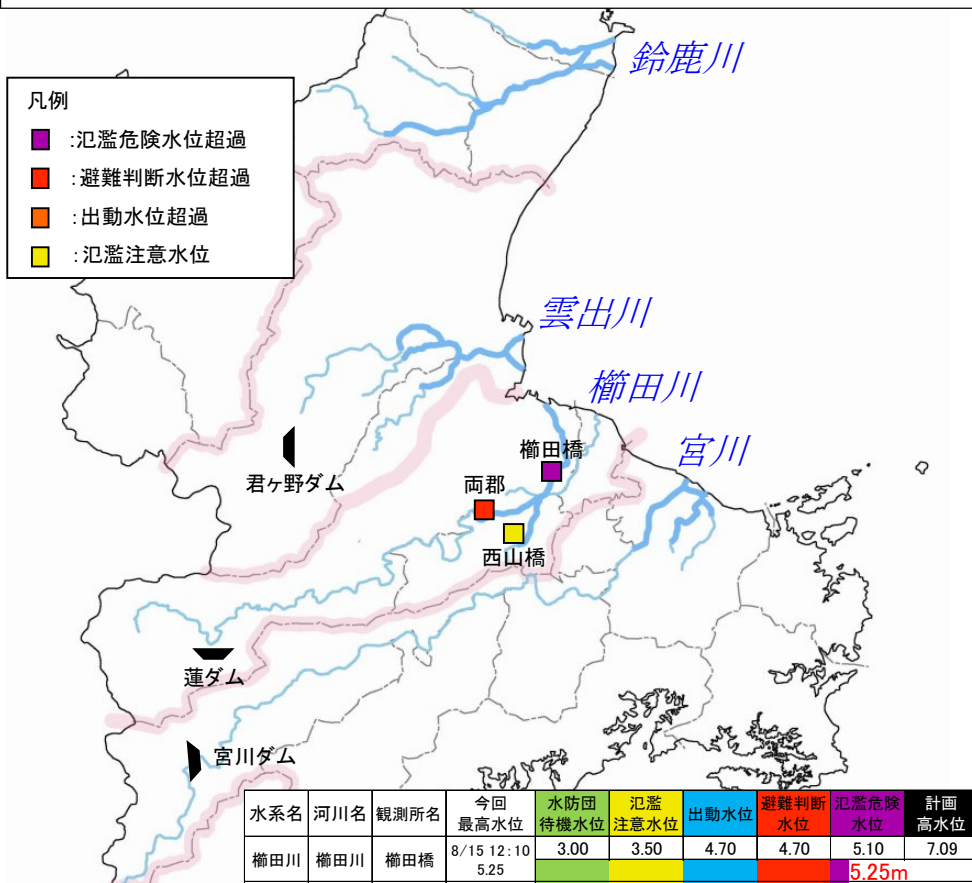 鈴鹿川
凡例
:氾濫危険水位超過
:避難判断水位超過
:出動水位超過
:氾濫注意水位
雲出川
櫛田川
宮川
櫛田橋
君ヶ野ダム
両郡
西山橋
蓮ダム
宮川ダム
水系名 河川名 観測所名 今回最高水位 水防団待機水位 氾濫注意水位 出動水位 避難判断水位 氾濫危険水位 計画高水位
櫛田川 櫛田川 櫛田橋 8/15 12:10 5.25 3.00 3.50 4.70 4.70 5.10 7.09
5.25m